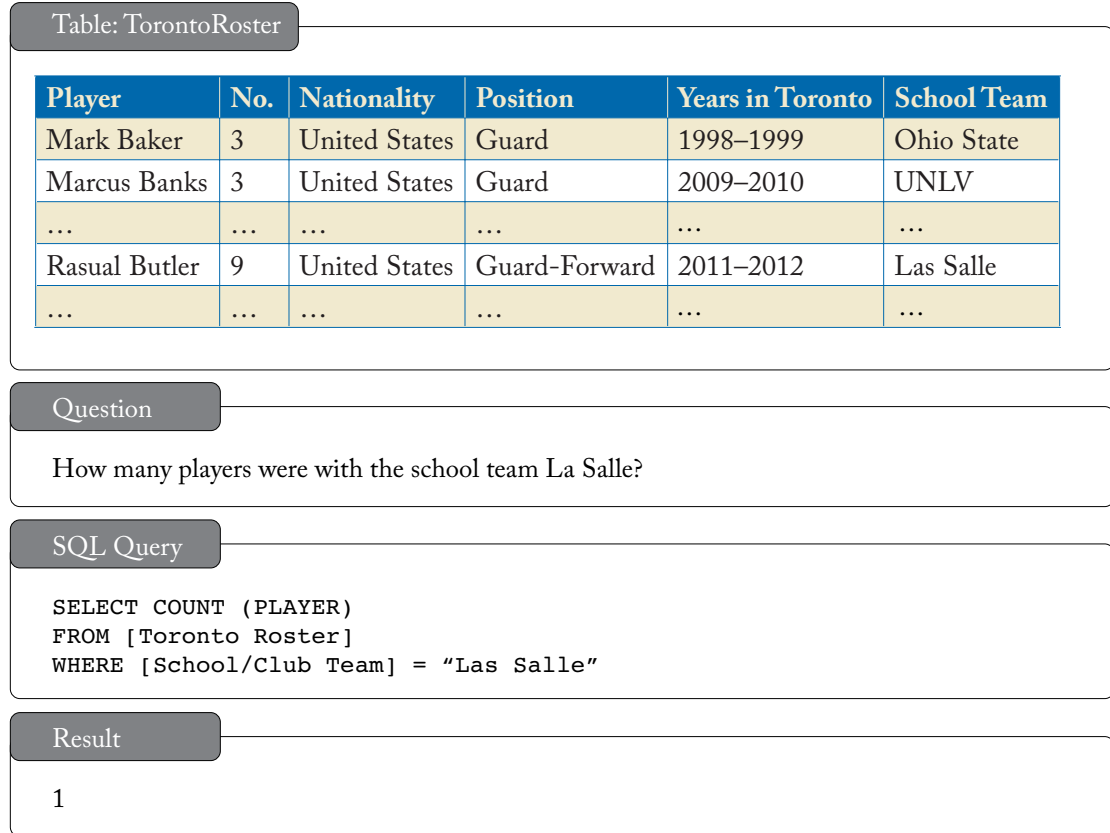 Table: TorontoRoster
Player No. Nationality Position Years in Toronto School Team
Mark Baker 3 United States Guard 1998–1999 Ohio State
Marcus Banks 3 United States Guard 2009–2010 UNLV
… … … … … …
Rasual Butler 9 United States Guard-Forward 2011–2012 Las Salle
… … … … … …
Question
How many players were with the school team La Salle?
SQL Query
SELECT COUNT (PLAYER)
FROM [Toronto Roster]
WHERE [School/Club Team] = “Las Salle”
Result
1